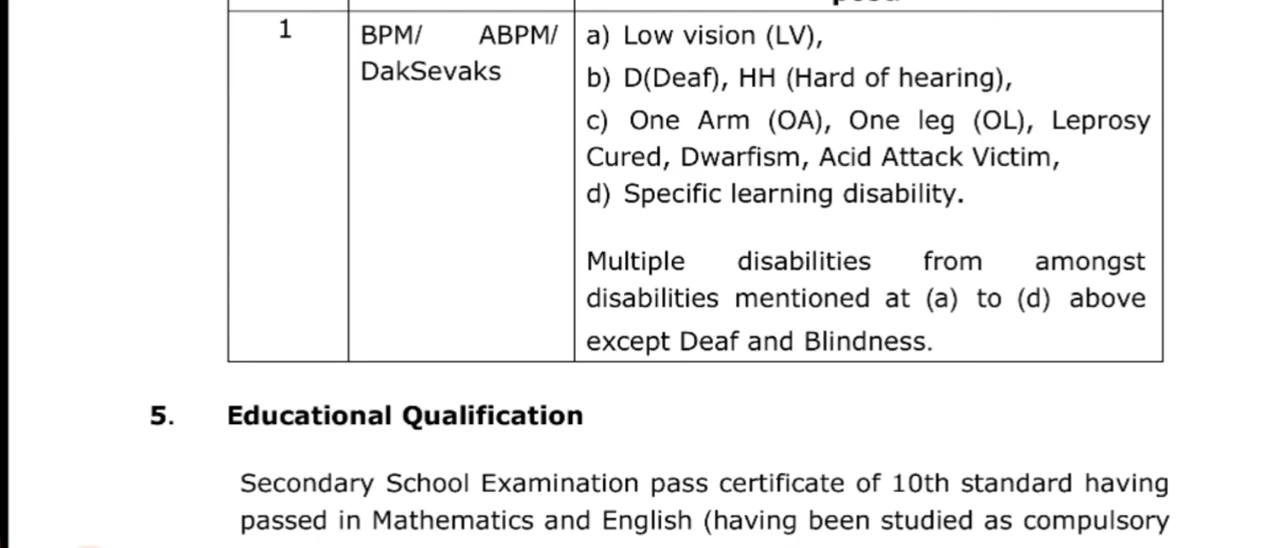 1 BPM/ ABPM/ a) Low vision (LV),
DakSevaks b) D(Deaf), HH (Hard of hearing),
c) One Arm (OA), One leg (OL), Leprosy
Cured, Dwarfism, Acid Attack Victim,
d) Specific learning disability.
Multiple disabilities from amongst
disabilities mentioned at (a) to (d) above
except Deaf and Blindness.
5. Educational Qualification
Secondary School Examination pass certificate of 10th standard having
passed in Mathematics and English (having been studied as compulsory